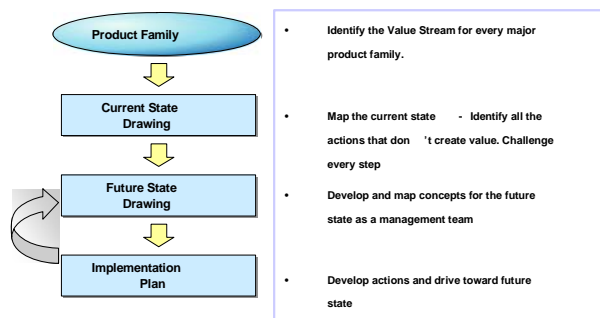 Product Family
Current State
Drawing
Future State
Drawing
Implementation
Plan
• Identify the Value Stream for every major
product family.
• Map the current state - Identify all the
actions that don 't create value. Challenge
every step
• Develop and map concepts for the future
state as a management team
• Develop actions and drive toward future
state